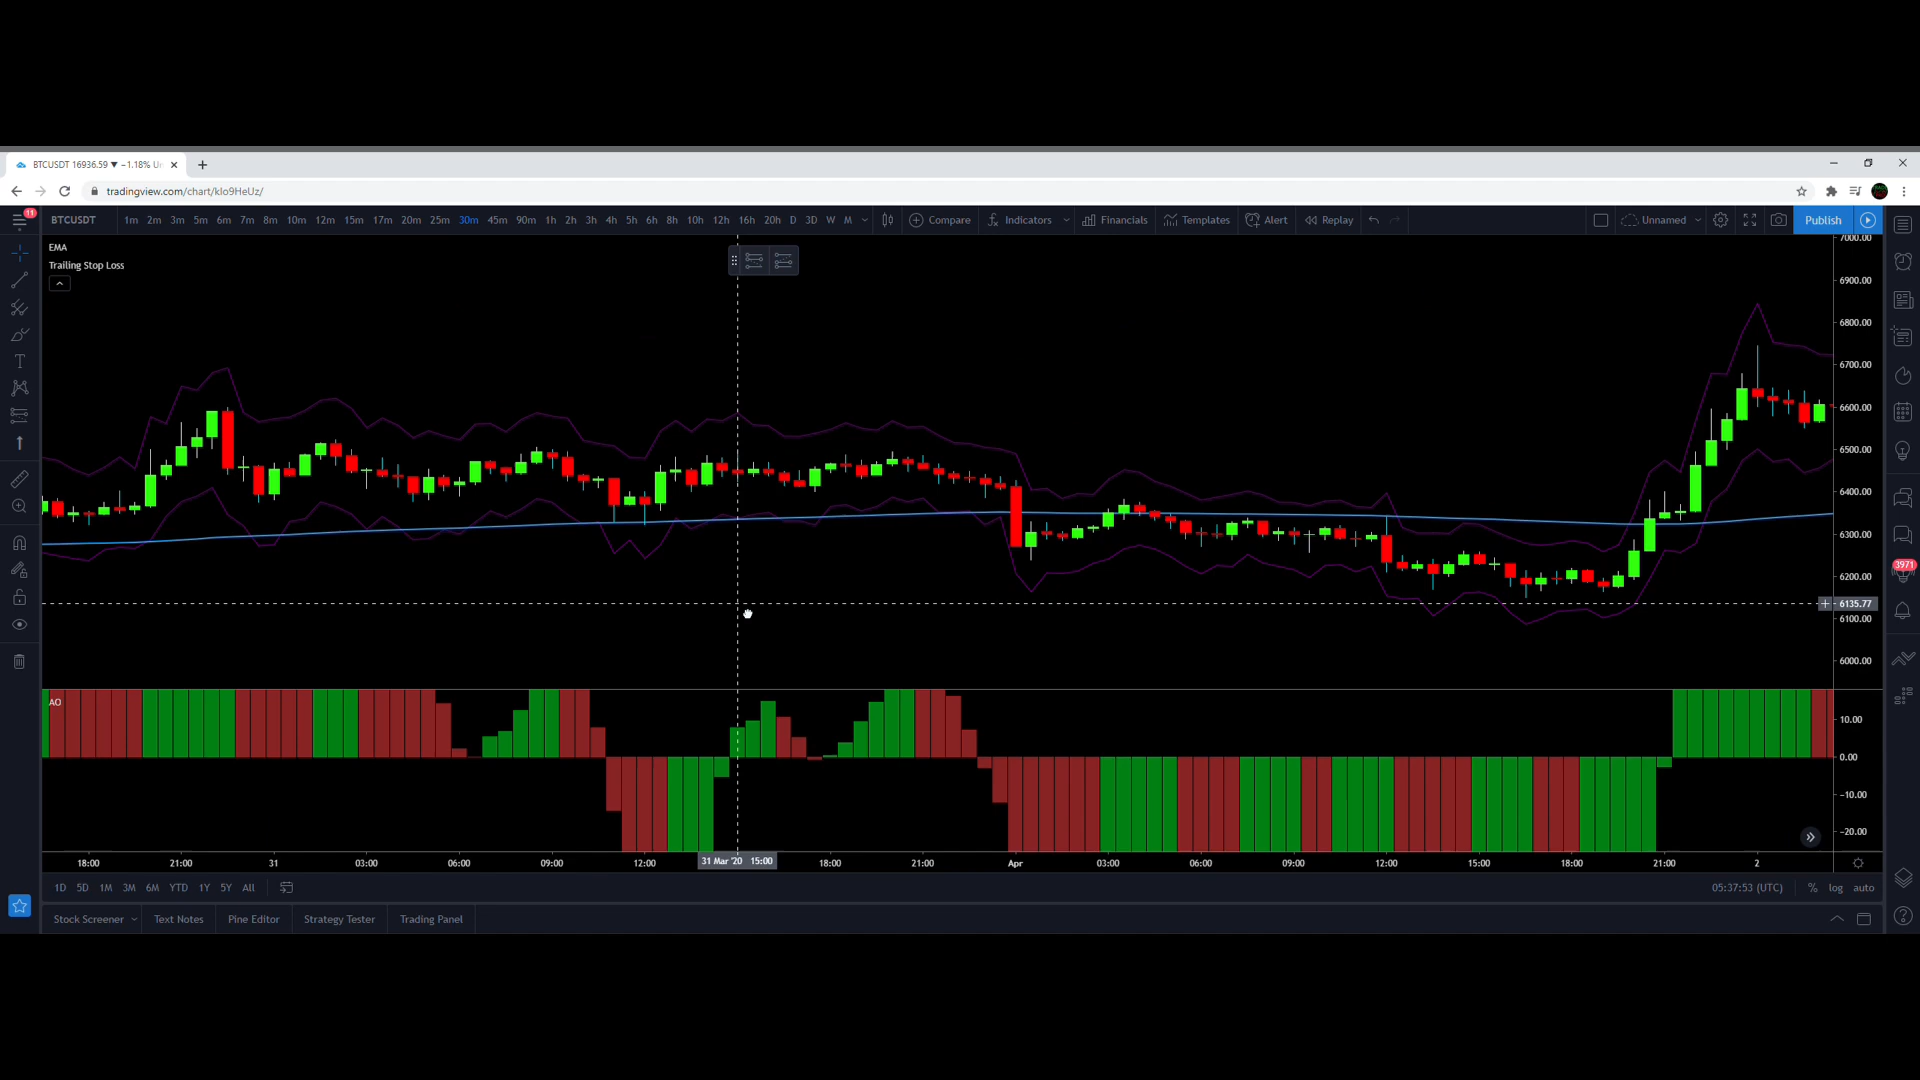 BTCUSDT 16936.59 ▼ −1.18% U
tradingview.com/chart/klo9HeUz/
11
BTCUSDT 1m 2m 3m 5m 6m 7m 8m 10m 12m 15m 17m 20m 25m 30m 45m 90m 1h 2h 3h 4h 5h 6h 8h 10h 12h 16h 20h D 3D W M Compare Indicators Financials Templates Alert Replay Unnamed Publish
EMA
Trailing Stop Loss
7000.00
6900.00
6800.00
6700.00
6600.00
6500.00
6400.00
6300.00
6200.00
6135.77
6100.00
6000.00
3971
AO
10.00
0.00
−10.00
−20.00
18:00 21:00 31 03:00 06:00 09:00 12:00 31 Mar '20 15:00 18:00 21:00 Apr 03:00 06:00 09:00 12:00 15:00 18:00 21:00 2
1D 5D 1M 3M 6M YTD 1Y 5Y All 05:37:53 (UTC) % log auto
Stock Screener Text Notes Pine Editor Strategy Tester Trading Panel